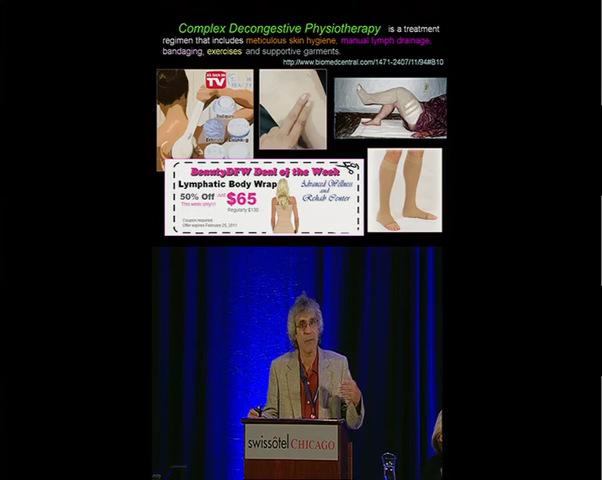 Complex Decongestive Physiotherapy is a treatment
regimen that includes meticulous skin hygiene, manual lymph drainage,
bandaging, exercises and supportive garments.
http://www.biomedcentral.com/1471-2407/11/94#B10
AS SEEN ON
TV
BeautyDFW Deal of the Week
Lymphatic Body Wrap
50% Off Just $65
This week only!!!
Regularly $130
Advanced Wellness
and
Rehab Center
Coupon required.
Offer expires February 25, 2011
swissôtel CHICAGO